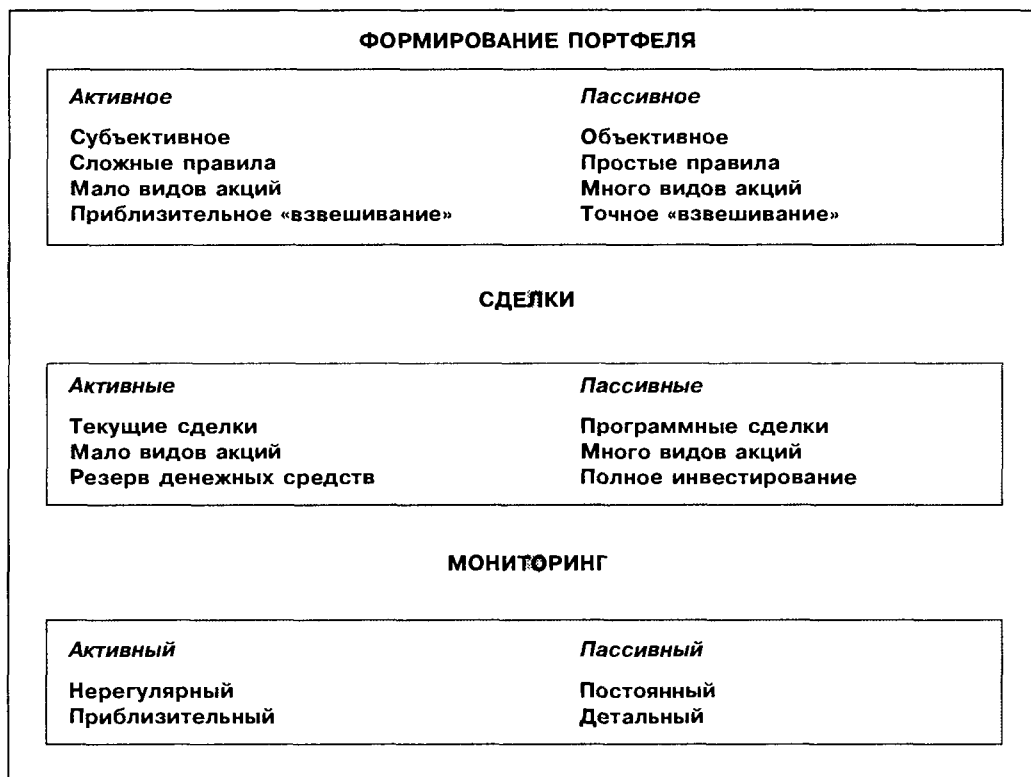 ФОРМИРОВАНИЕ ПОРТФЕЛЯ
Активное Пассивное
Субъективное Объективное
Сложные правила Простые правила
Мало видов акций Много видов акций
Приблизительное «взвешивание» Точное «взвешивание»
СДЕЛКИ
Активные Пассивные
Текущие сделки Программные сделки
Мало видов акций Много видов акций
Резерв денежных средств Полное инвестирование
МОНИТОРИНГ
Активный Пассивный
Нерегулярный Постоянный
Приблизительный Детальный